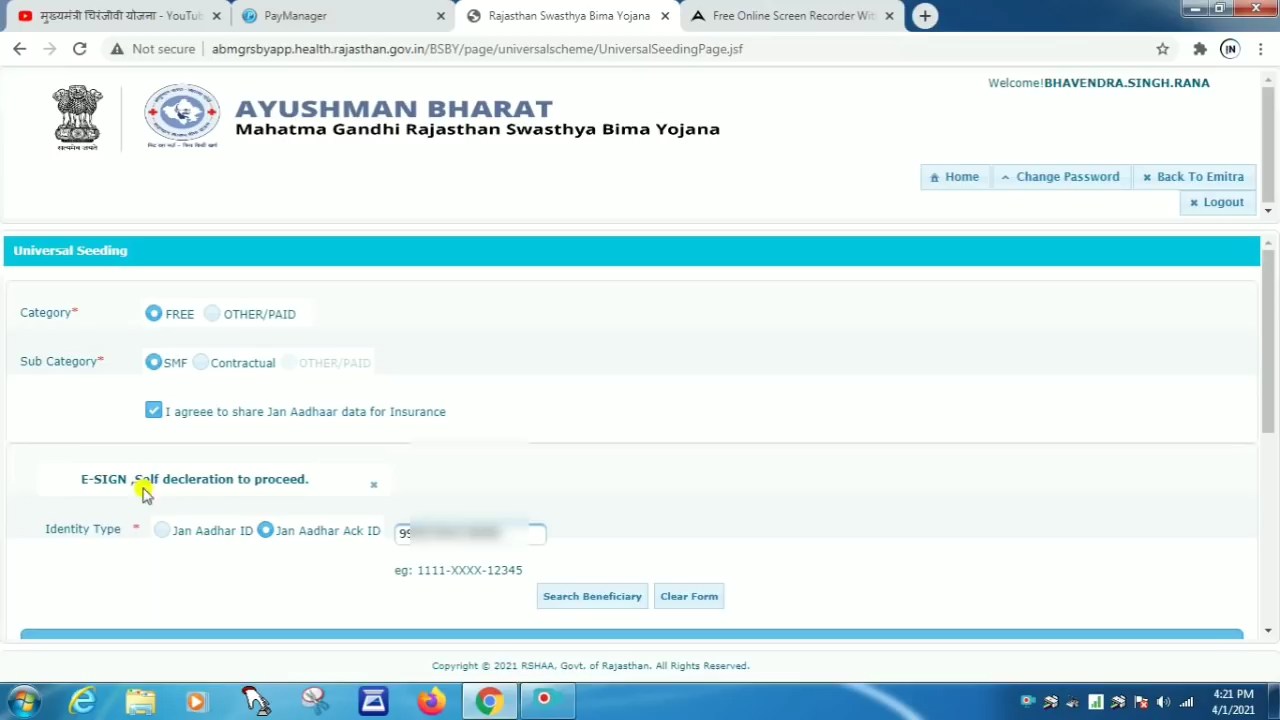 मुख्यमंत्री चिरंजीवी योजना - YouTub
PayManager
Rajasthan Swasthya Bima Yojana
Free Online Screen Recorder Wit
Not secure
abmgrsbyapp.health.rajasthan.gov.in/BSBY/page/universalscheme/UniversalSeedingPage.jsf
IN
Welcome!BHAVENDRA.SINGH.RANA
सत्यमेव जयते
AYUSHMAN BHARAT
Mahatma Gandhi Rajasthan Swasthya Bima Yojana
Home
Change Password
Back To Emitra
Logout
Universal Seeding
Category* FREE OTHER/PAID
Sub Category* SMF Contractual OTHER/PAID
I agreee to share Jan Aadhaar data for Insurance
E-SIGN ,Self decleration to proceed.
Identity Type * Jan Aadhar ID Jan Aadhar Ack ID 99
eg: 1111-XXXX-12345
Search Beneficiary
Clear Form
Copyright © 2021 RSHAA, Govt. of Rajasthan. All Rights Reserved.
4:21 PM
4/1/2021